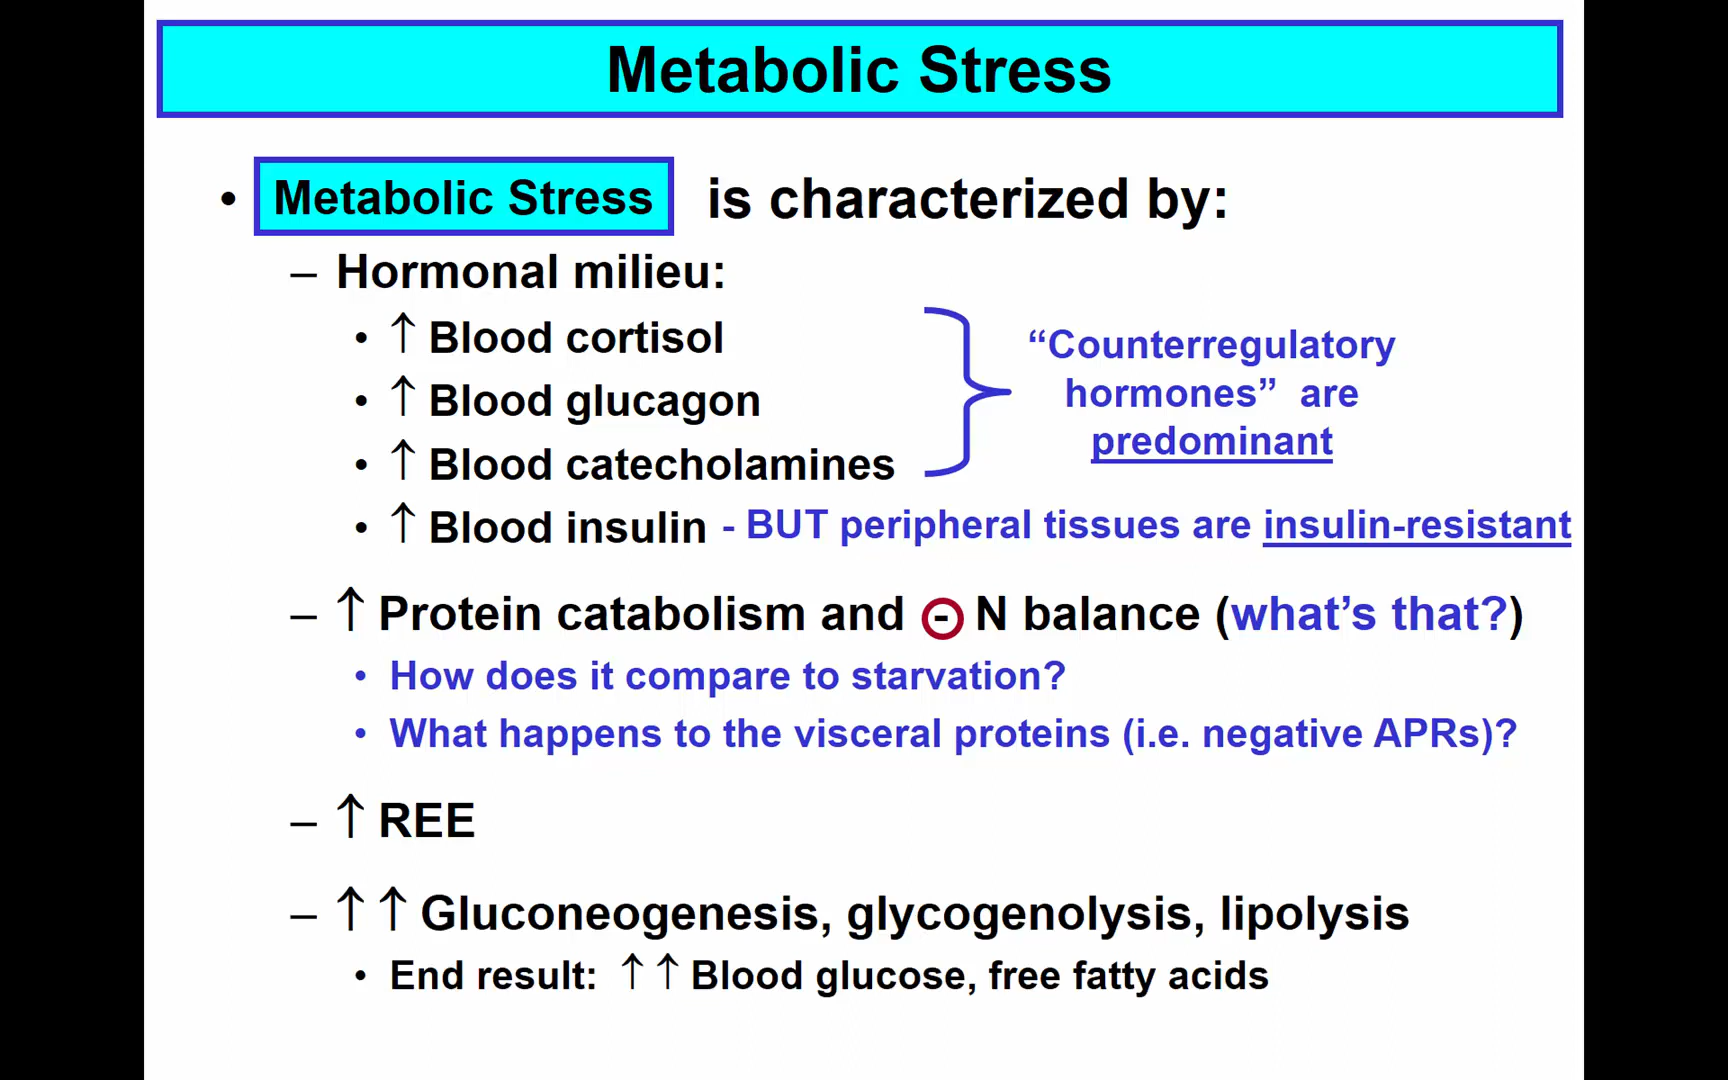 Metabolic Stress
• Metabolic Stress is characterized by:
– Hormonal milieu:
• ↑ Blood cortisol
• ↑ Blood glucagon
• ↑ Blood catecholamines
“Counterregulatory
hormones” are
predominant
• ↑ Blood insulin - BUT peripheral tissues are insulin-resistant
– ↑ Protein catabolism and - N balance (what’s that?)
• How does it compare to starvation?
• What happens to the visceral proteins (i.e. negative APRs)?
– ↑ REE
– ↑ ↑ Gluconeogenesis, glycogenolysis, lipolysis
• End result: ↑ ↑ Blood glucose, free fatty acids